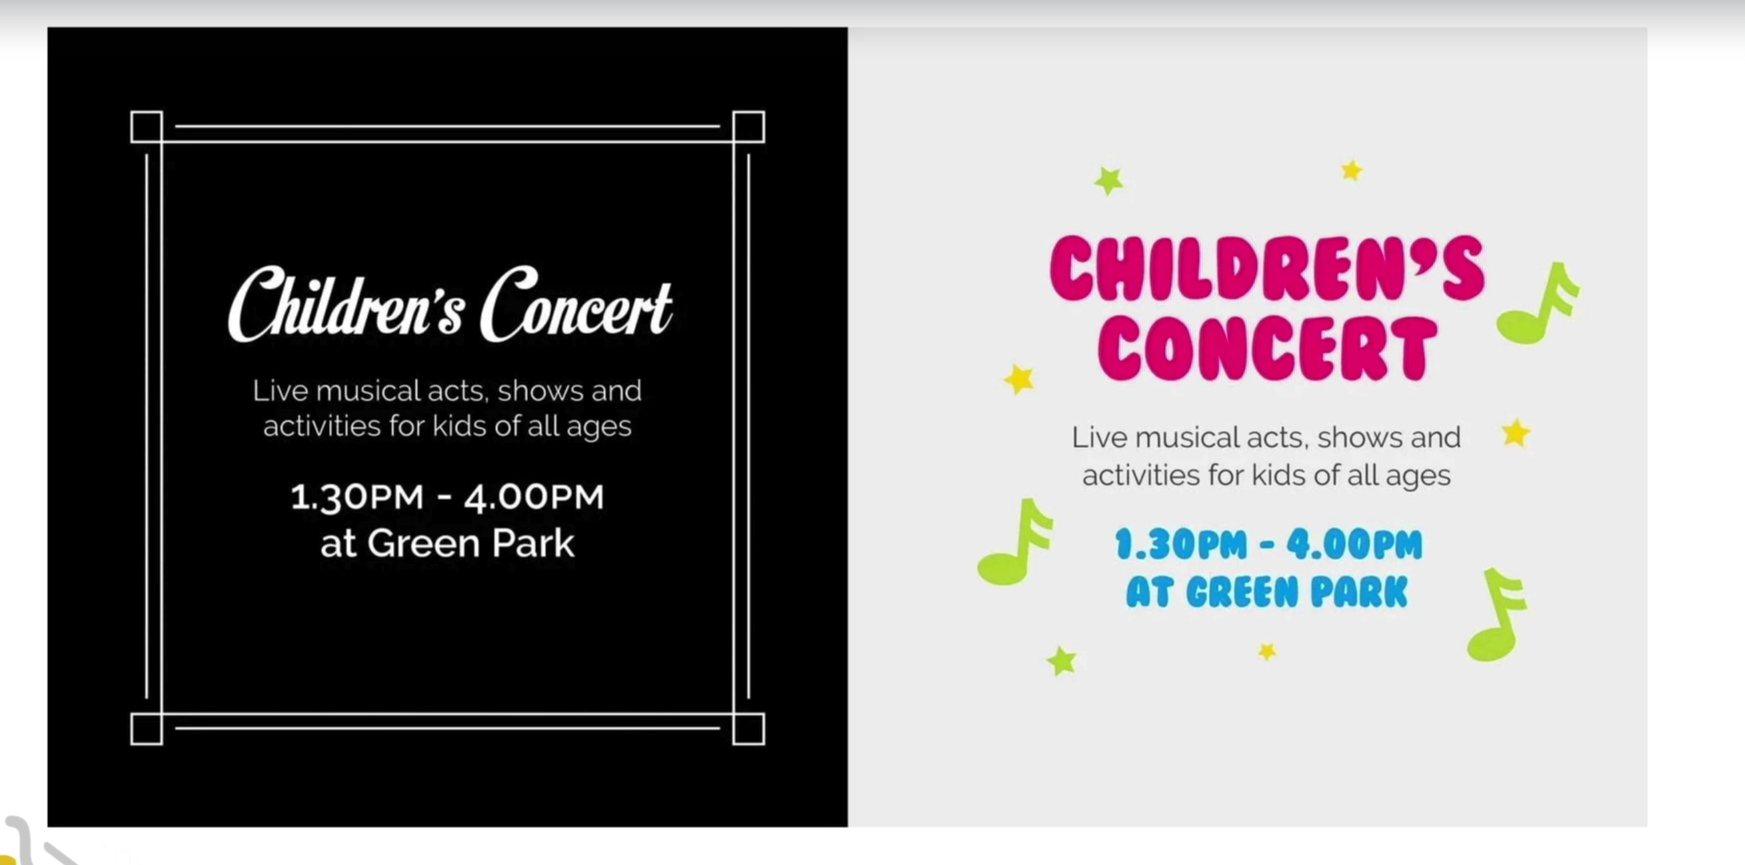 Children's Concert
Live musical acts, shows and
activities for kids of all ages
1.30PM - 4.00PM
at Green Park
CHILDREN'S
CONCERT
Live musical acts, shows and
activities for kids of all ages
1.30PM - 4.00PM
AT GREEN PARK